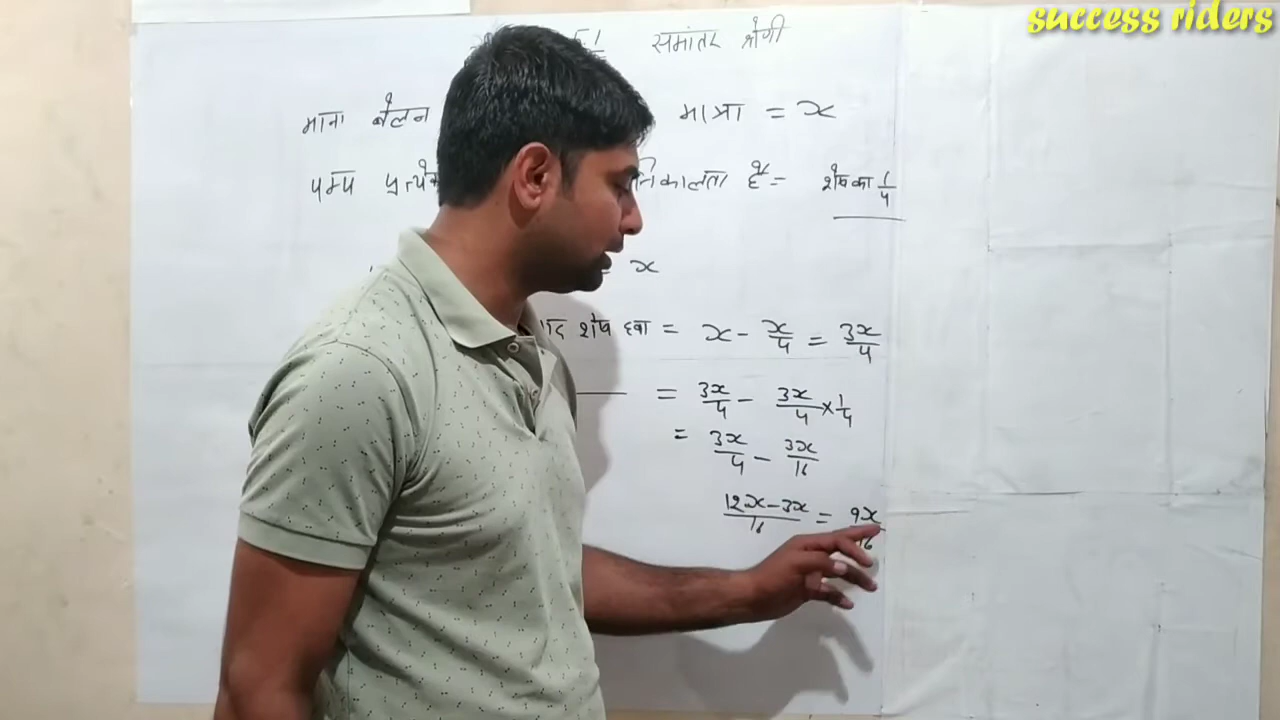 success riders
समांतर श्रेणी
माना बेलन मात्रा = x
पम्प प्रत्येक निकालता है = शेष का 1/4
= x
बाद शेष हवा = x - x/4 = 3x/4
= 3x/4 - 3x/4 × 1/4
= 3x/4 - 3x/16
12x - 3x/16 = 9x/16